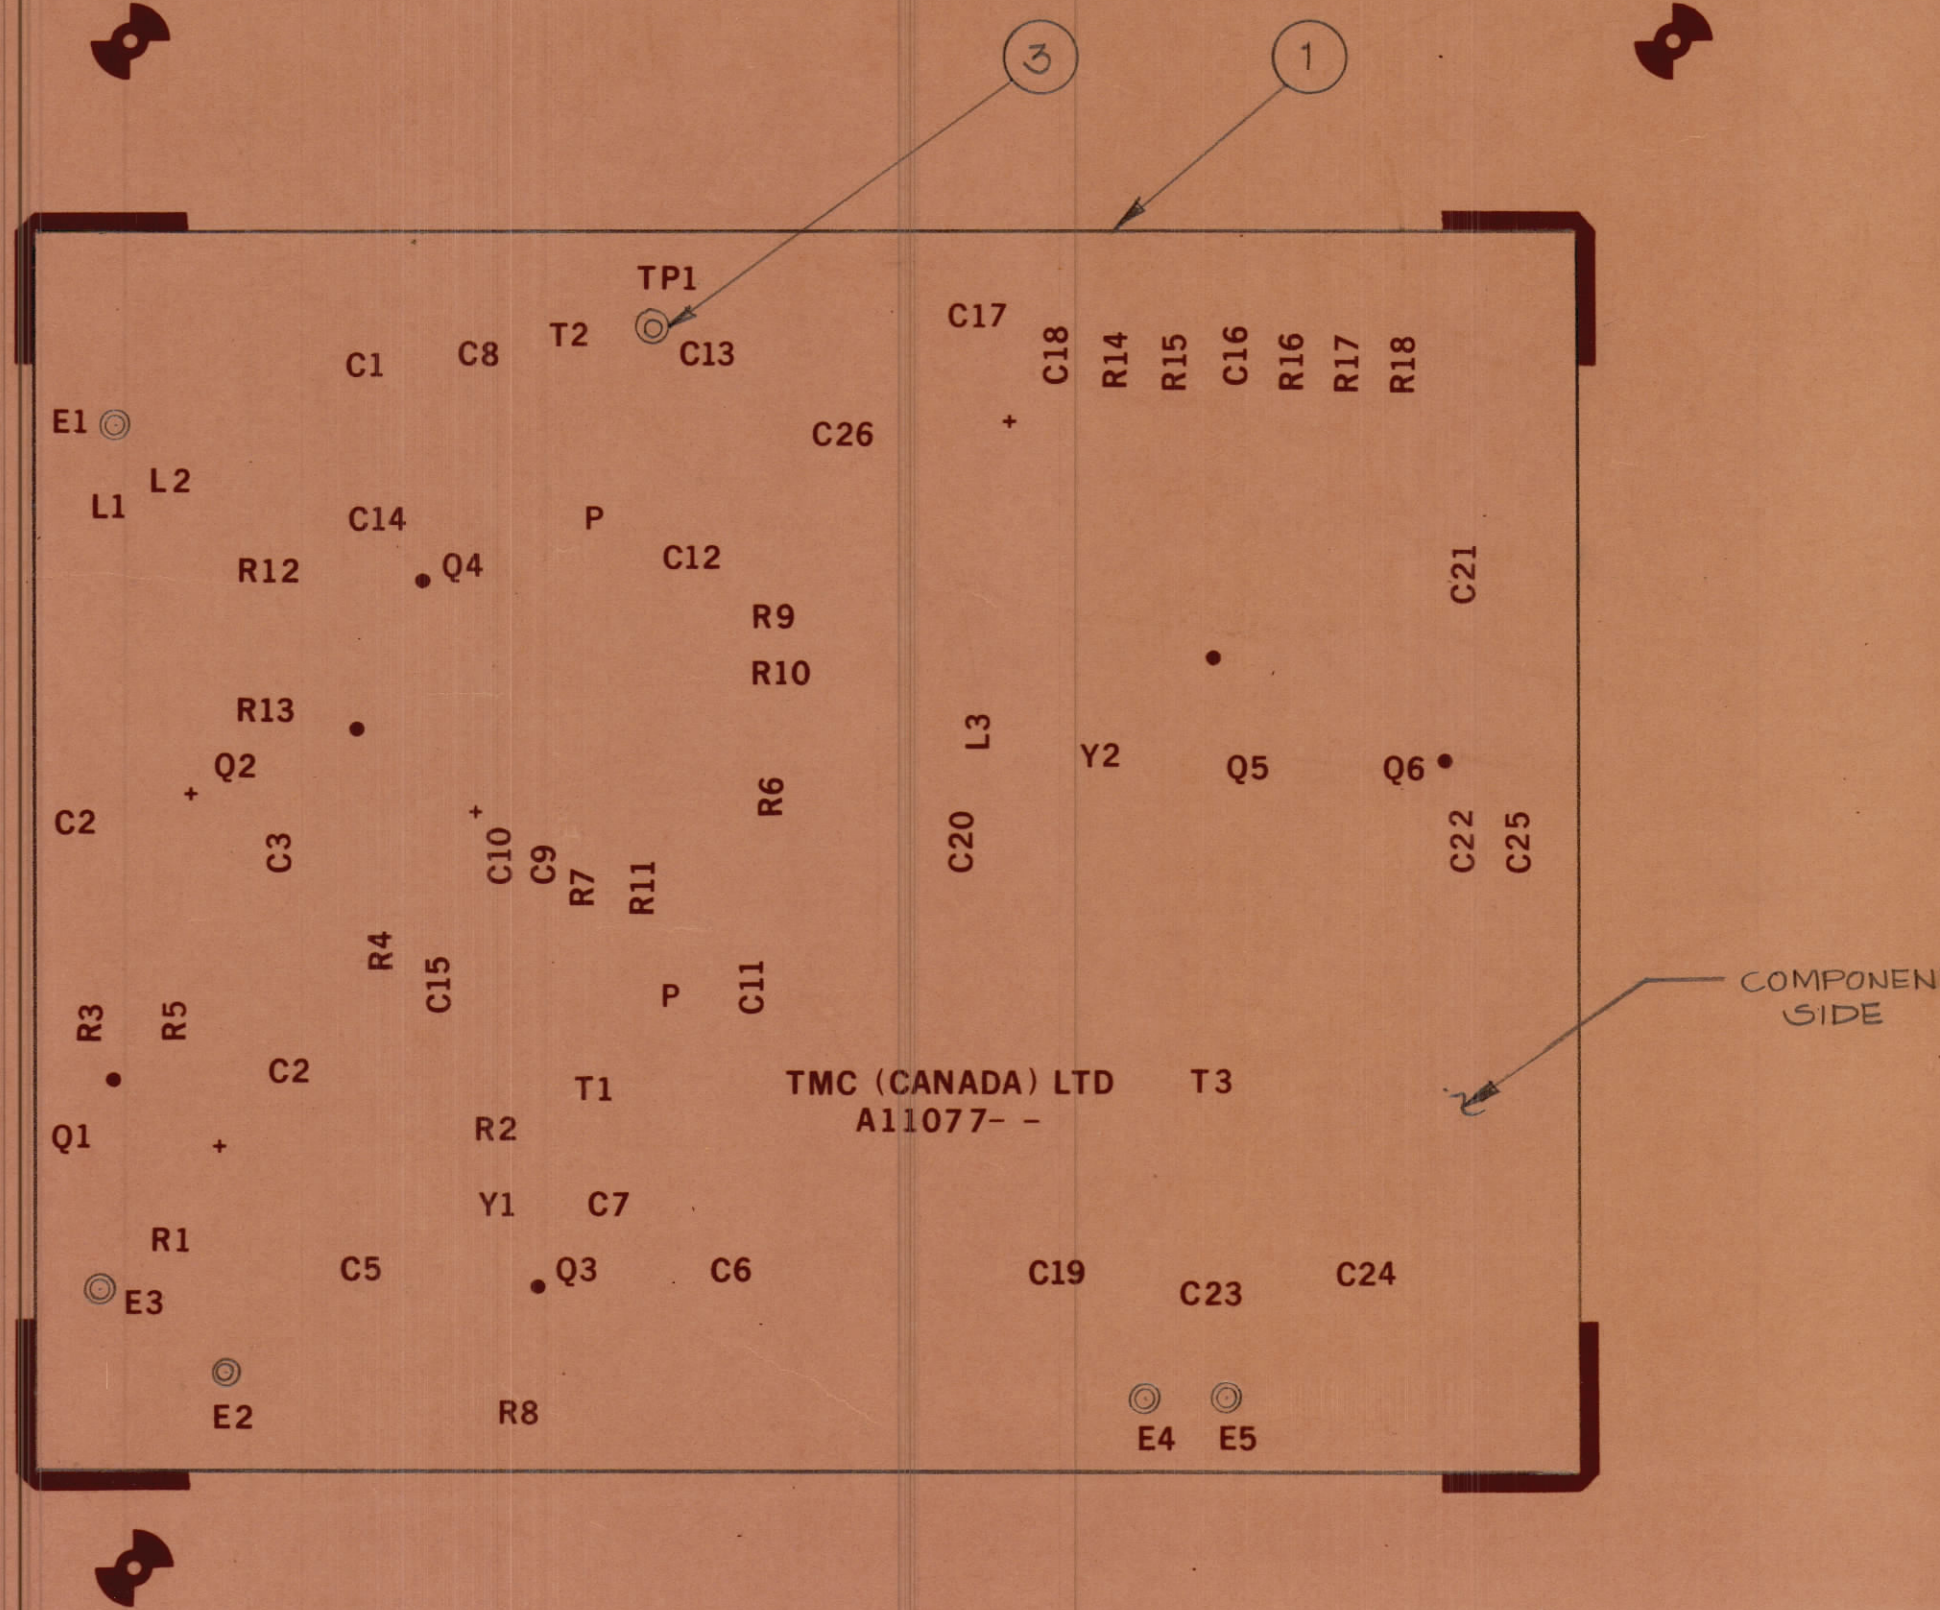 3
1
TP1
C17
T2
C8
C13
C1
C18
R14
R15
C16
R16
R17
R18
E1
C26
+
L2
L1
C14
P
Q4
C12
R12
C21
R9
R10
R13
L3
Y2
Q2
Q5
Q6
+
R6
+
C2
C3
C10
C9
R7
R11
C20
C22
C25
R4
C15
P
C11
COMPONEN
SIDE
R3
R5
C2
T1
TMC (CANADA) LTD
T3
A11077- -
R2
Q1
+
Y1
C7
R1
C5
Q3
C6
C19
C23
C24
E3
E2
R8
E4
E5